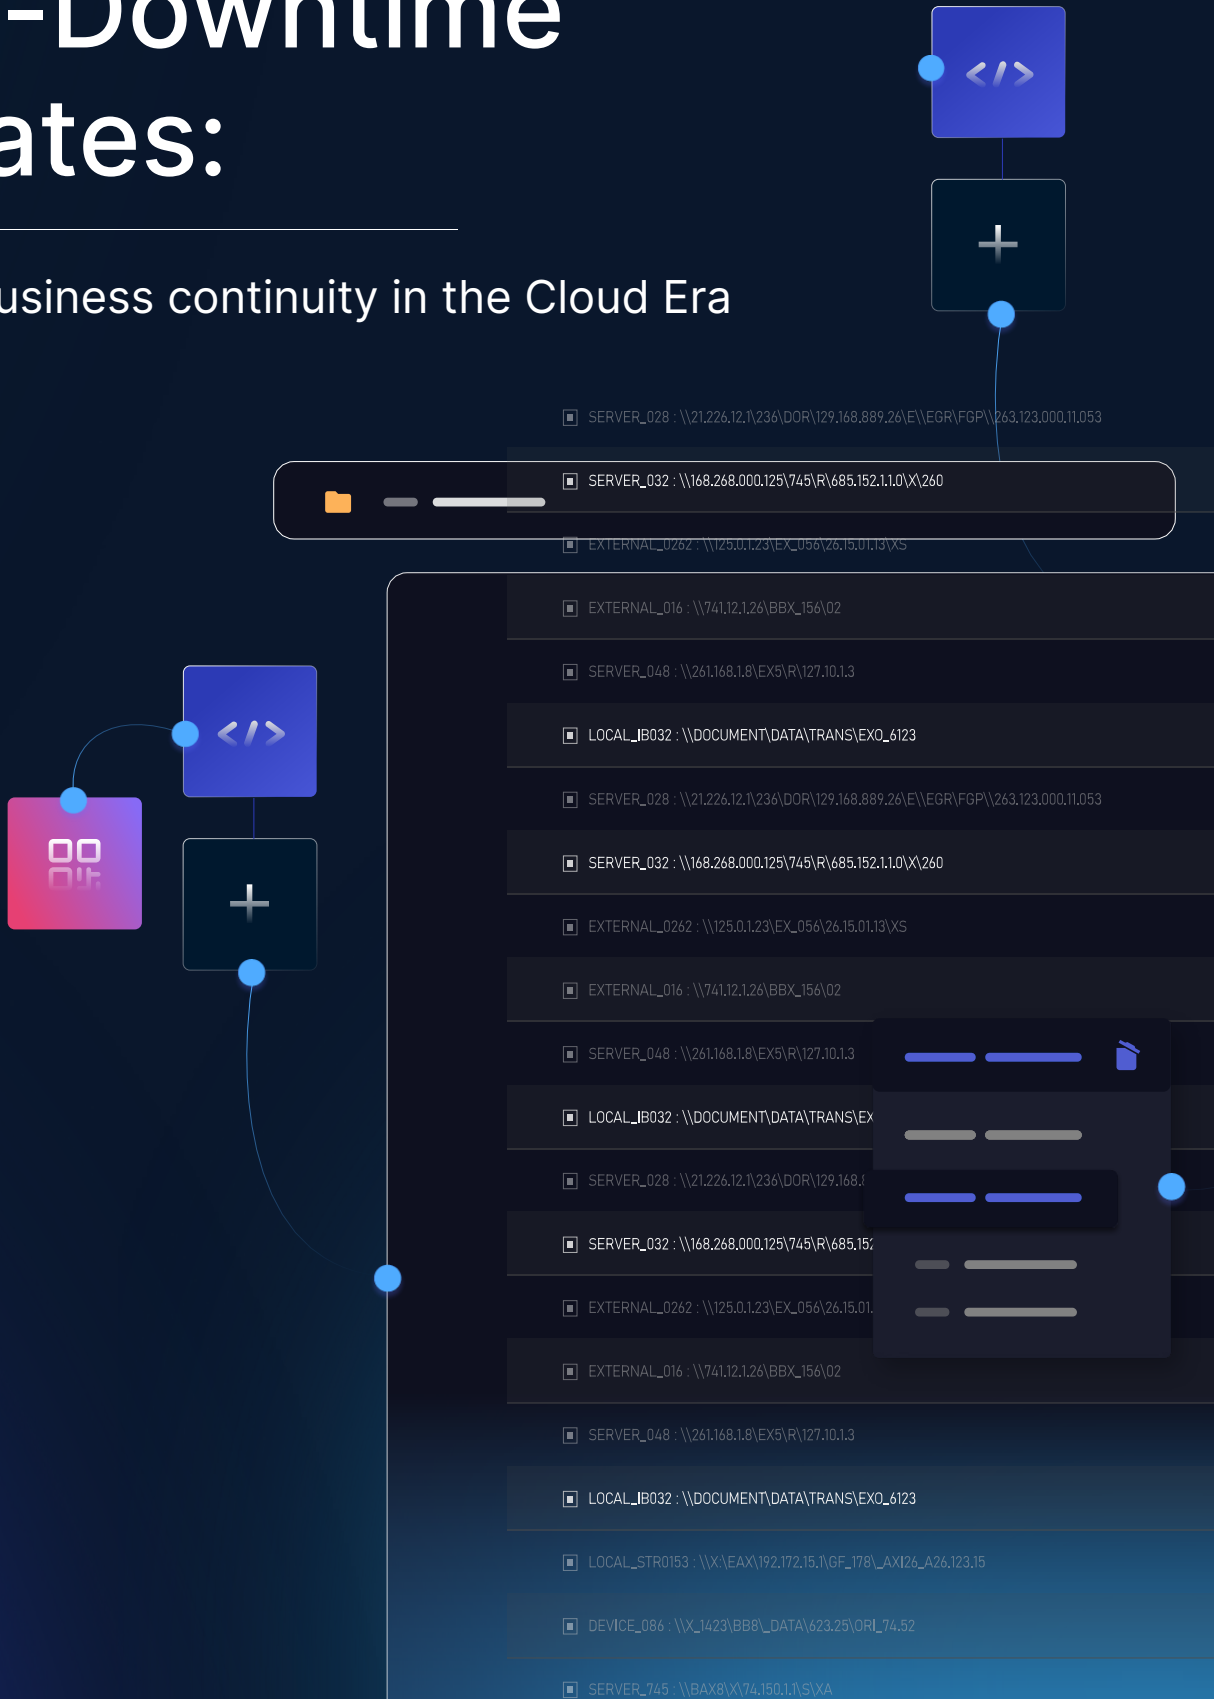 -Downtime
ates:
usiness continuity in the Cloud Era
</>
SERVER_028 : \\21.226.12.1\236\DOR\129.168.889.26\E\\EGR\FGP\\263.123.000.11.053
SERVER_032 : \\168.268.000.125\745\R\685.152.1.1.0\X\260
EXTERNAL_0262 : \\125.0.1.23\EX_056\26.15.01.13\XS
EXTERNAL_016 : \\741.12.1.26\BBX_156\02
SERVER_048 : \\261.168.1.8\EX5\R\127.10.1.3
</>
LOCAL_IB032 : \\DOCUMENT\DATA\TRANS\EXO_6123
SERVER_028 : \\21.226.12.1\236\DOR\129.168.889.26\E\\EGR\FGP\\263.123.000.11.053
SERVER_032 : \\168.268.000.125\745\R\685.152.1.1.0\X\260
EXTERNAL_0262 : \\125.0.1.23\EX_056\26.15.01.13\XS
EXTERNAL_016 : \\741.12.1.26\BBX_156\02
SERVER_048 : \\261.168.1.8\EX5\R\127.10.1.3
LOCAL_IB032 : \\DOCUMENT\DATA\TRANS\EX
SERVER_028 : \\21.226.12.1\236\DOR\129.168.8
SERVER_032 : \\168.268.000.125\745\R\685.152
EXTERNAL_0262 : \\125.0.1.23\EX_056\26.15.01.
EXTERNAL_016 : \\741.12.1.26\BBX_156\02
SERVER_048 : \\261.168.1.8\EX5\R\127.10.1.3
LOCAL_IB032 : \\DOCUMENT\DATA\TRANS\EXO_6123
LOCAL_STR0153 : \\X:\EAX\192.172.15.1\GF_178\_AXI26_A26.123.15
DEVICE_086 : \\X_1423\BB8\_DATA\623.25\ORI_74.52
SERVER_745 : \\BAX8\X\74.150.1.1\S\XA